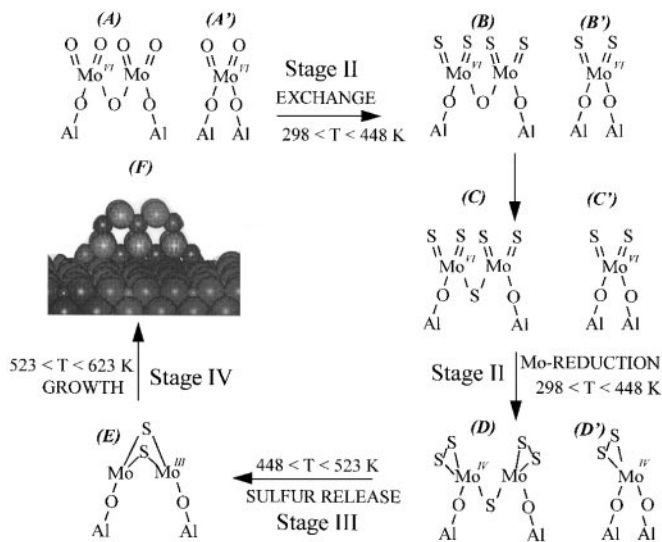 (A) (A') (B) (B')
O O O O O O S S S S S S
Mo VI Mo Mo VI Mo VI Mo Mo VI
Stage II
O O O O O O O O O O
EXCHANGE
Al Al Al Al Al Al Al Al
298 < T < 448 K
(F)
(C) (C')
S S S S S S
Mo VI Mo Mo VI
O S O O O
Al Al Al Al
523 < T < 623 K
GROWTH
Stage IV
Stage II
Mo-REDUCTION
298 < T < 448 K
(E)
S
S
Mo Mo III
O O
Al Al
448 < T < 523 K
SULFUR RELEASE
Stage III
(D) (D')
S S S S S S
Mo IV Mo Mo IV
O S O O O
Al Al Al Al